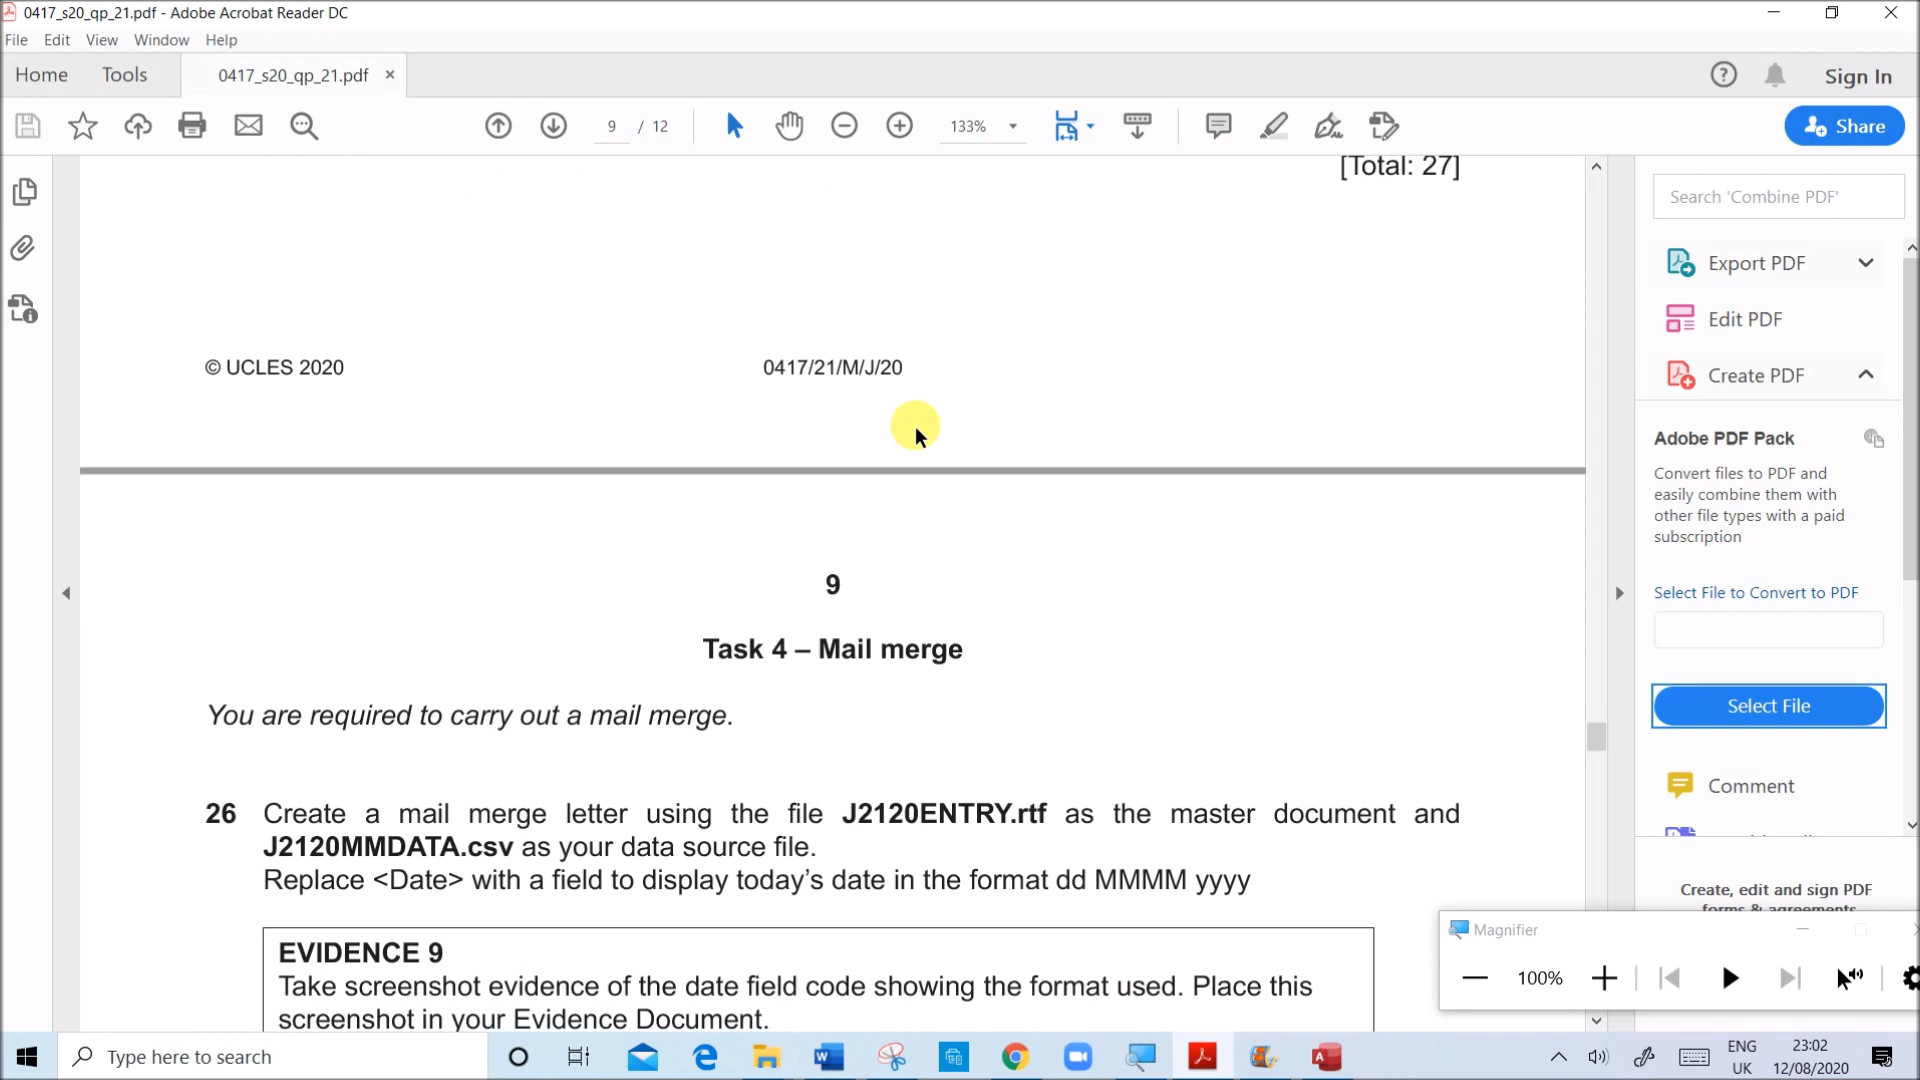 0417_s20_qp_21.pdf - Adobe Acrobat Reader DC
File Edit View Window Help
Home Tools 0417_s20_qp_21.pdf × Sign In
9 / 12 133% Share
[Total: 27]
© UCLES 2020 0417/21/M/J/20
9
Task 4 – Mail merge
You are required to carry out a mail merge.
26 Create a mail merge letter using the file J2120ENTRY.rtf as the master document and
J2120MMDATA.csv as your data source file.
Replace <Date> with a field to display today's date in the format dd MMMM yyyy
EVIDENCE 9
Take screenshot evidence of the date field code showing the format used. Place this
screenshot in your Evidence Document.
Search 'Combine PDF'
Export PDF
Edit PDF
Create PDF
Adobe PDF Pack
Convert files to PDF and
easily combine them with
other file types with a paid
subscription
Select File to Convert to PDF
Select File
Comment
Create, edit and sign PDF
forms & agreements
Magnifier
100%
Type here to search
ENG
UK
23:02
12/08/2020